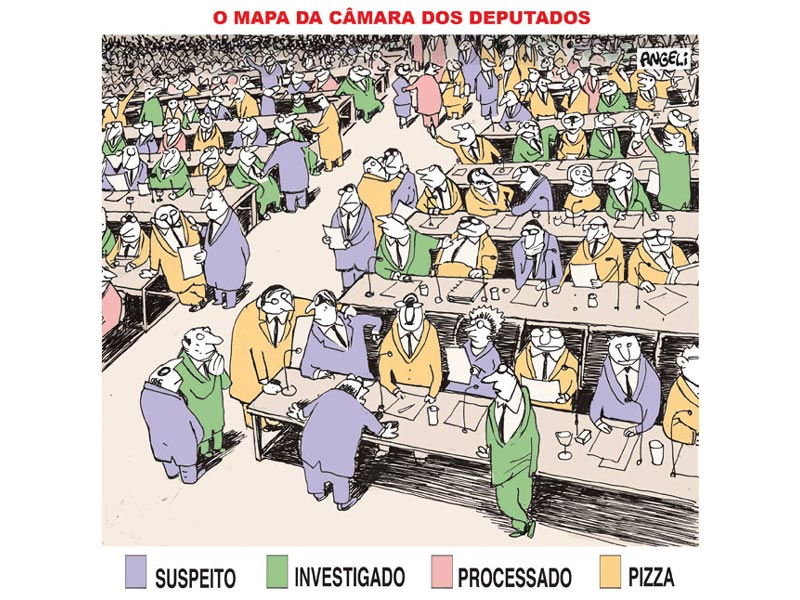 O MAPA DA CÂMARA DOS DEPUTADOS
ANGELi
SUSPEITO INVESTIGADO PROCESSADO PIZZA